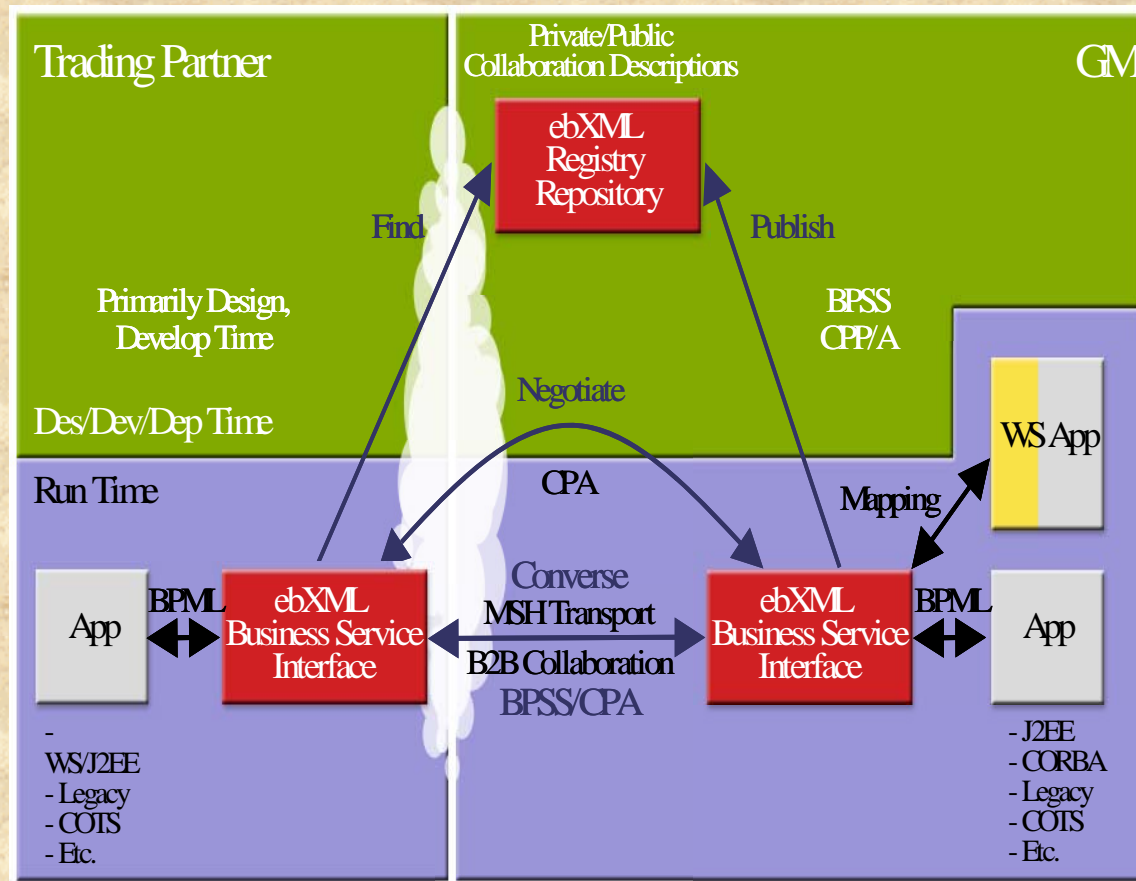 Trading Partner
Private/Public
Collaboration Descriptions
GM
ebXML
Registry
Repository
Find
Publish
Primarily Design,
Develop Time
BPSS
CPP/A
Negotiate
Des/Dev/Dep Time
WS App
Run Time
CPA
Mapping
App
BPML
ebXML
Business Service
Interface
Converse
MSH Transport
B2B Collaboration
BPSS/CPA
ebXML
Business Service
Interface
BPML
App
-
WS/J2EE
- Legacy
- COTS
- Etc.
- J2EE
- CORBA
- Legacy
- COTS
- Etc.